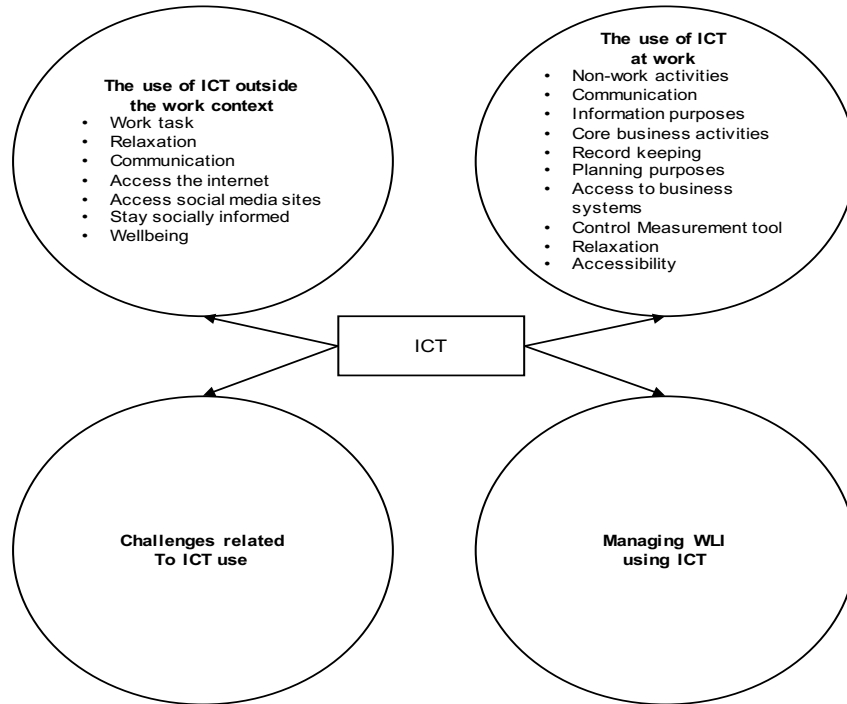 The use of ICT outside
the work context
• Work task
• Relaxation
• Communication
• Access the internet
• Access social media sites
• Stay socially informed
• Wellbeing
The use of ICT
at work
• Non-work activities
• Communication
• Information purposes
• Core business activities
• Record keeping
• Planning purposes
• Access to business
systems
• Control Measurement tool
• Relaxation
• Accessibility
ICT
Challenges related
To ICT use
Managing WLI
using ICT